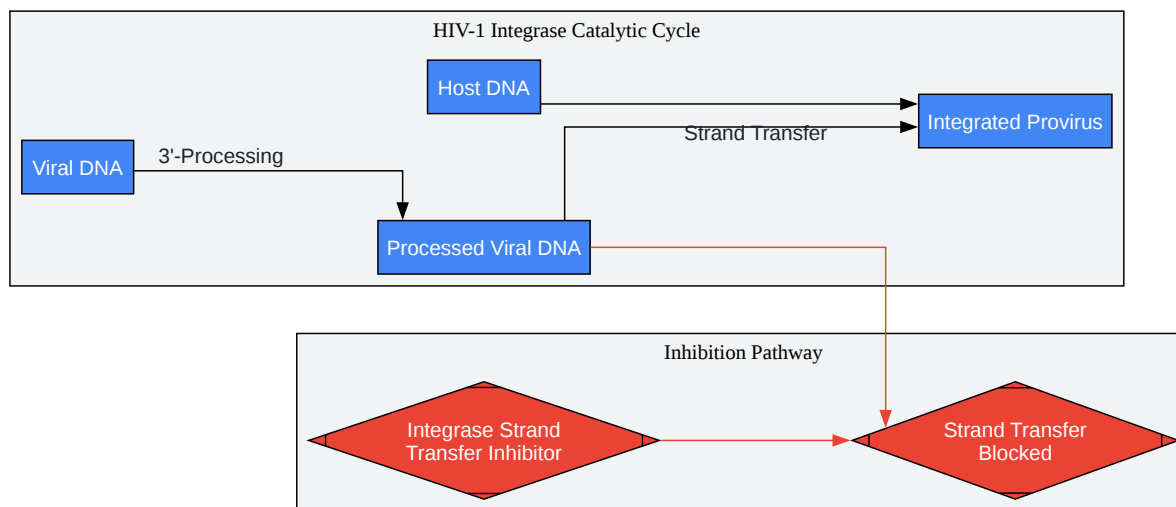 HIV-1 Integrase Catalytic Cycle
Host DNA
Integrated Provirus
Strand Transfer
3'-Processing
Viral DNA
Processed Viral DNA
Inhibition Pathway
Integrase Strand
Transfer Inhibitor
Strand Transfer
Blocked